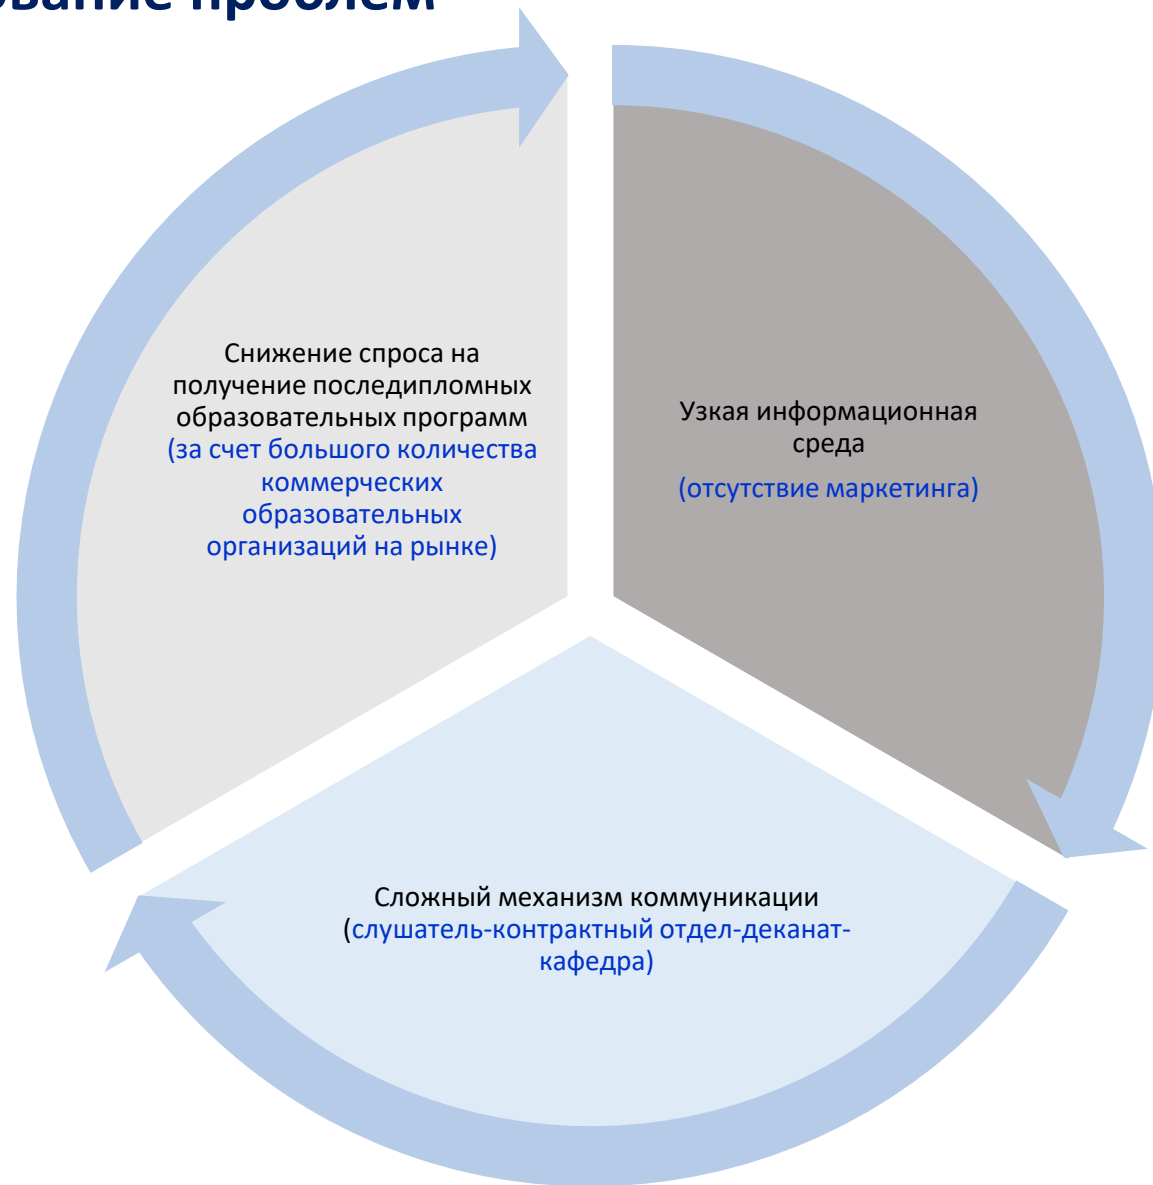 проблем
Снижение спроса на
получение последипломных
образовательных программ
(за счет большого количества
коммерческих
образовательных
организаций на рынке)
Узкая информационная
среда
(отсутствие маркетинга)
Сложный механизм коммуникации
(слушатель-контрактный отдел-деканат-
кафедра)